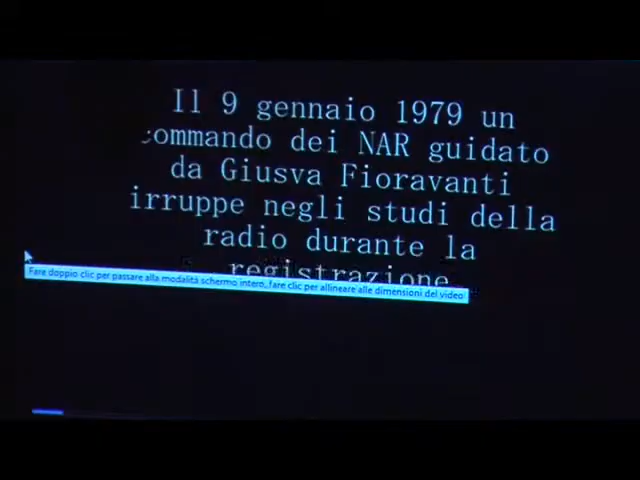 Il 9 gennaio 1979 un
commando dei NAR guidato
da Giusva Fioravanti
irruppe negli studi della
radio durante la
registrazione
Fare doppio clic per passare alla modalità schermo intero, fare clic per allineare alle dimensioni del video